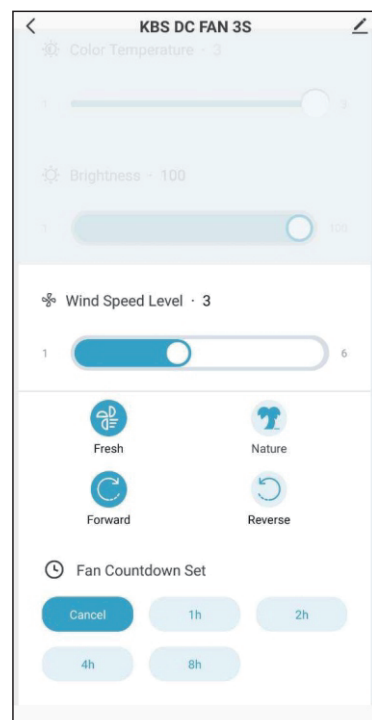 KBS DC FAN 3S
Color Temperature · 3
1 3
Brightness · 100
1 100
Wind Speed Level · 3
1 6
Fresh Nature
Forward Reverse
Fan Countdown Set
Cancel 1h 2h
4h 8h